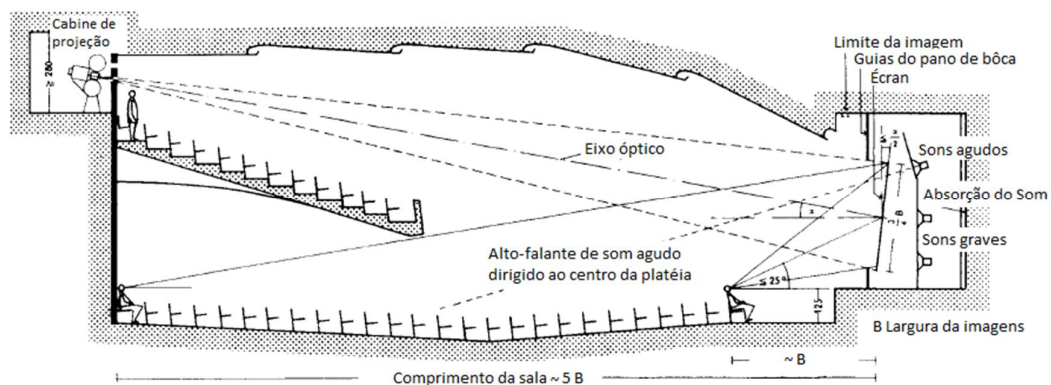 Cabine de
projeção
≥ 280
Limite da imagem
Guias do pano de bôca
Écran
Eixo óptico
Sons agudos
Absorção do Som
Sons graves
Alto-falante de som agudo
dirigido ao centro da platéia
≤ 25°
125
B Largura da imagens
~ B
Comprimento da sala ~ 5 B